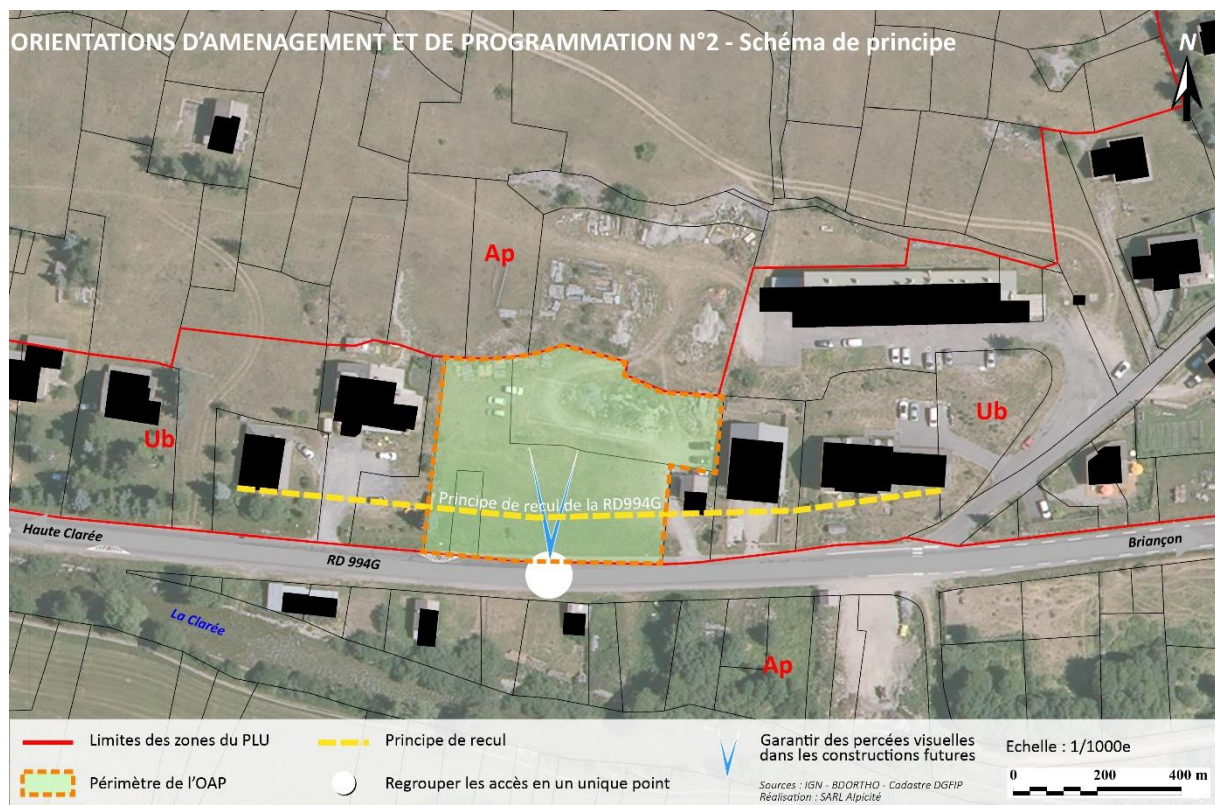 ORIENTATIONS D'AMENAGEMENT ET DE PROGRAMMATION N°2 - Schéma de principe
N
Ap
Ub
Ub
Principe de recul de la RD994G
Haute Clarée
RD 994G
Briançon
La Clarée
Ap
Limites des zones du PLU
Principe de recul
Garantir des percées visuelles
dans les constructions futures
Echelle : 1/1000e
Périmètre de l'OAP
Regrouper les accès en un unique point
Sources : IGN - BDORTHO - Cadastre DGFIP
Réalisation : SARL Alpicité
0 200 400 m